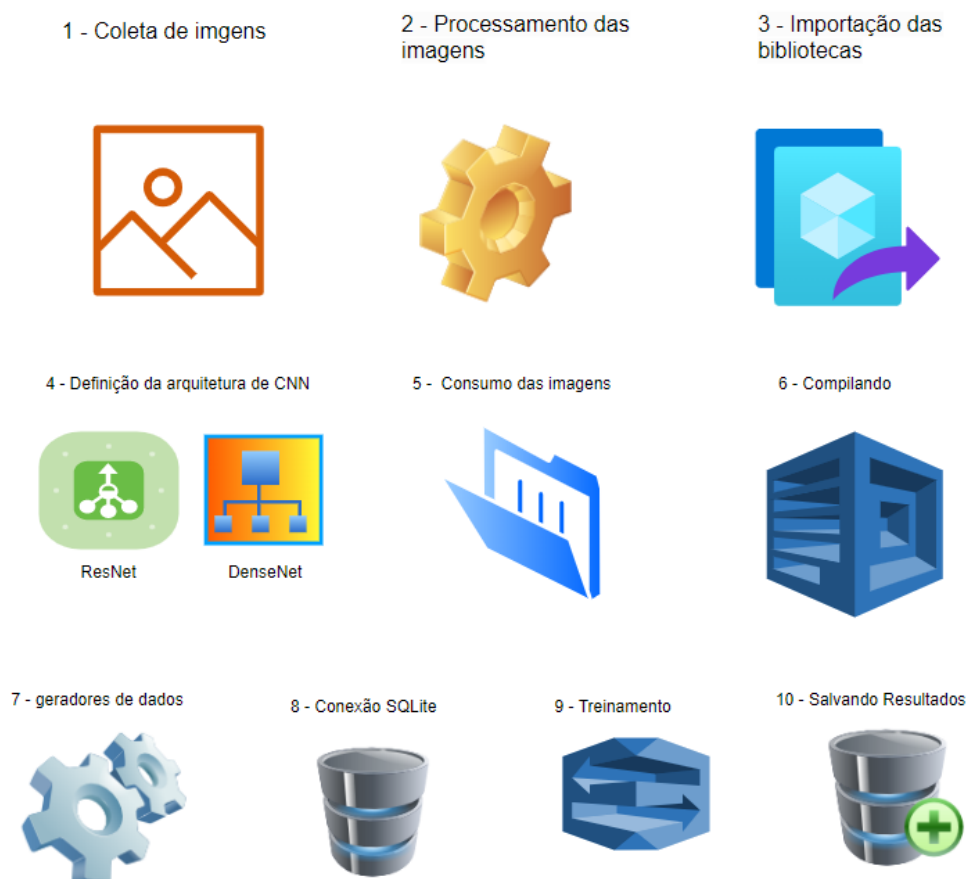 1 - Coleta de imgens
2 - Processamento das
imagens
3 - Importação das
bibliotecas
4 - Definição da arquitetura de CNN
5 -  Consumo das imagens
6 - Compilando
ResNet
DenseNet
7 - geradores de dados
8 - Conexão SQLite
9 - Treinamento
10 - Salvando Resultados